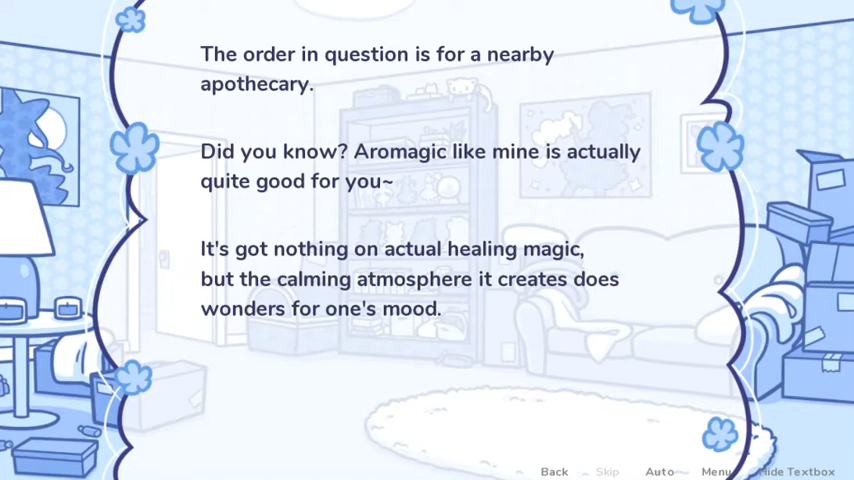 The order in question is for a nearby
apothecary.
Did you know? Aromagic like mine is actually
quite good for you~
It's got nothing on actual healing magic,
but the calming atmosphere it creates does
wonders for one's mood.
Back Skip Auto Menu Hide Textbox